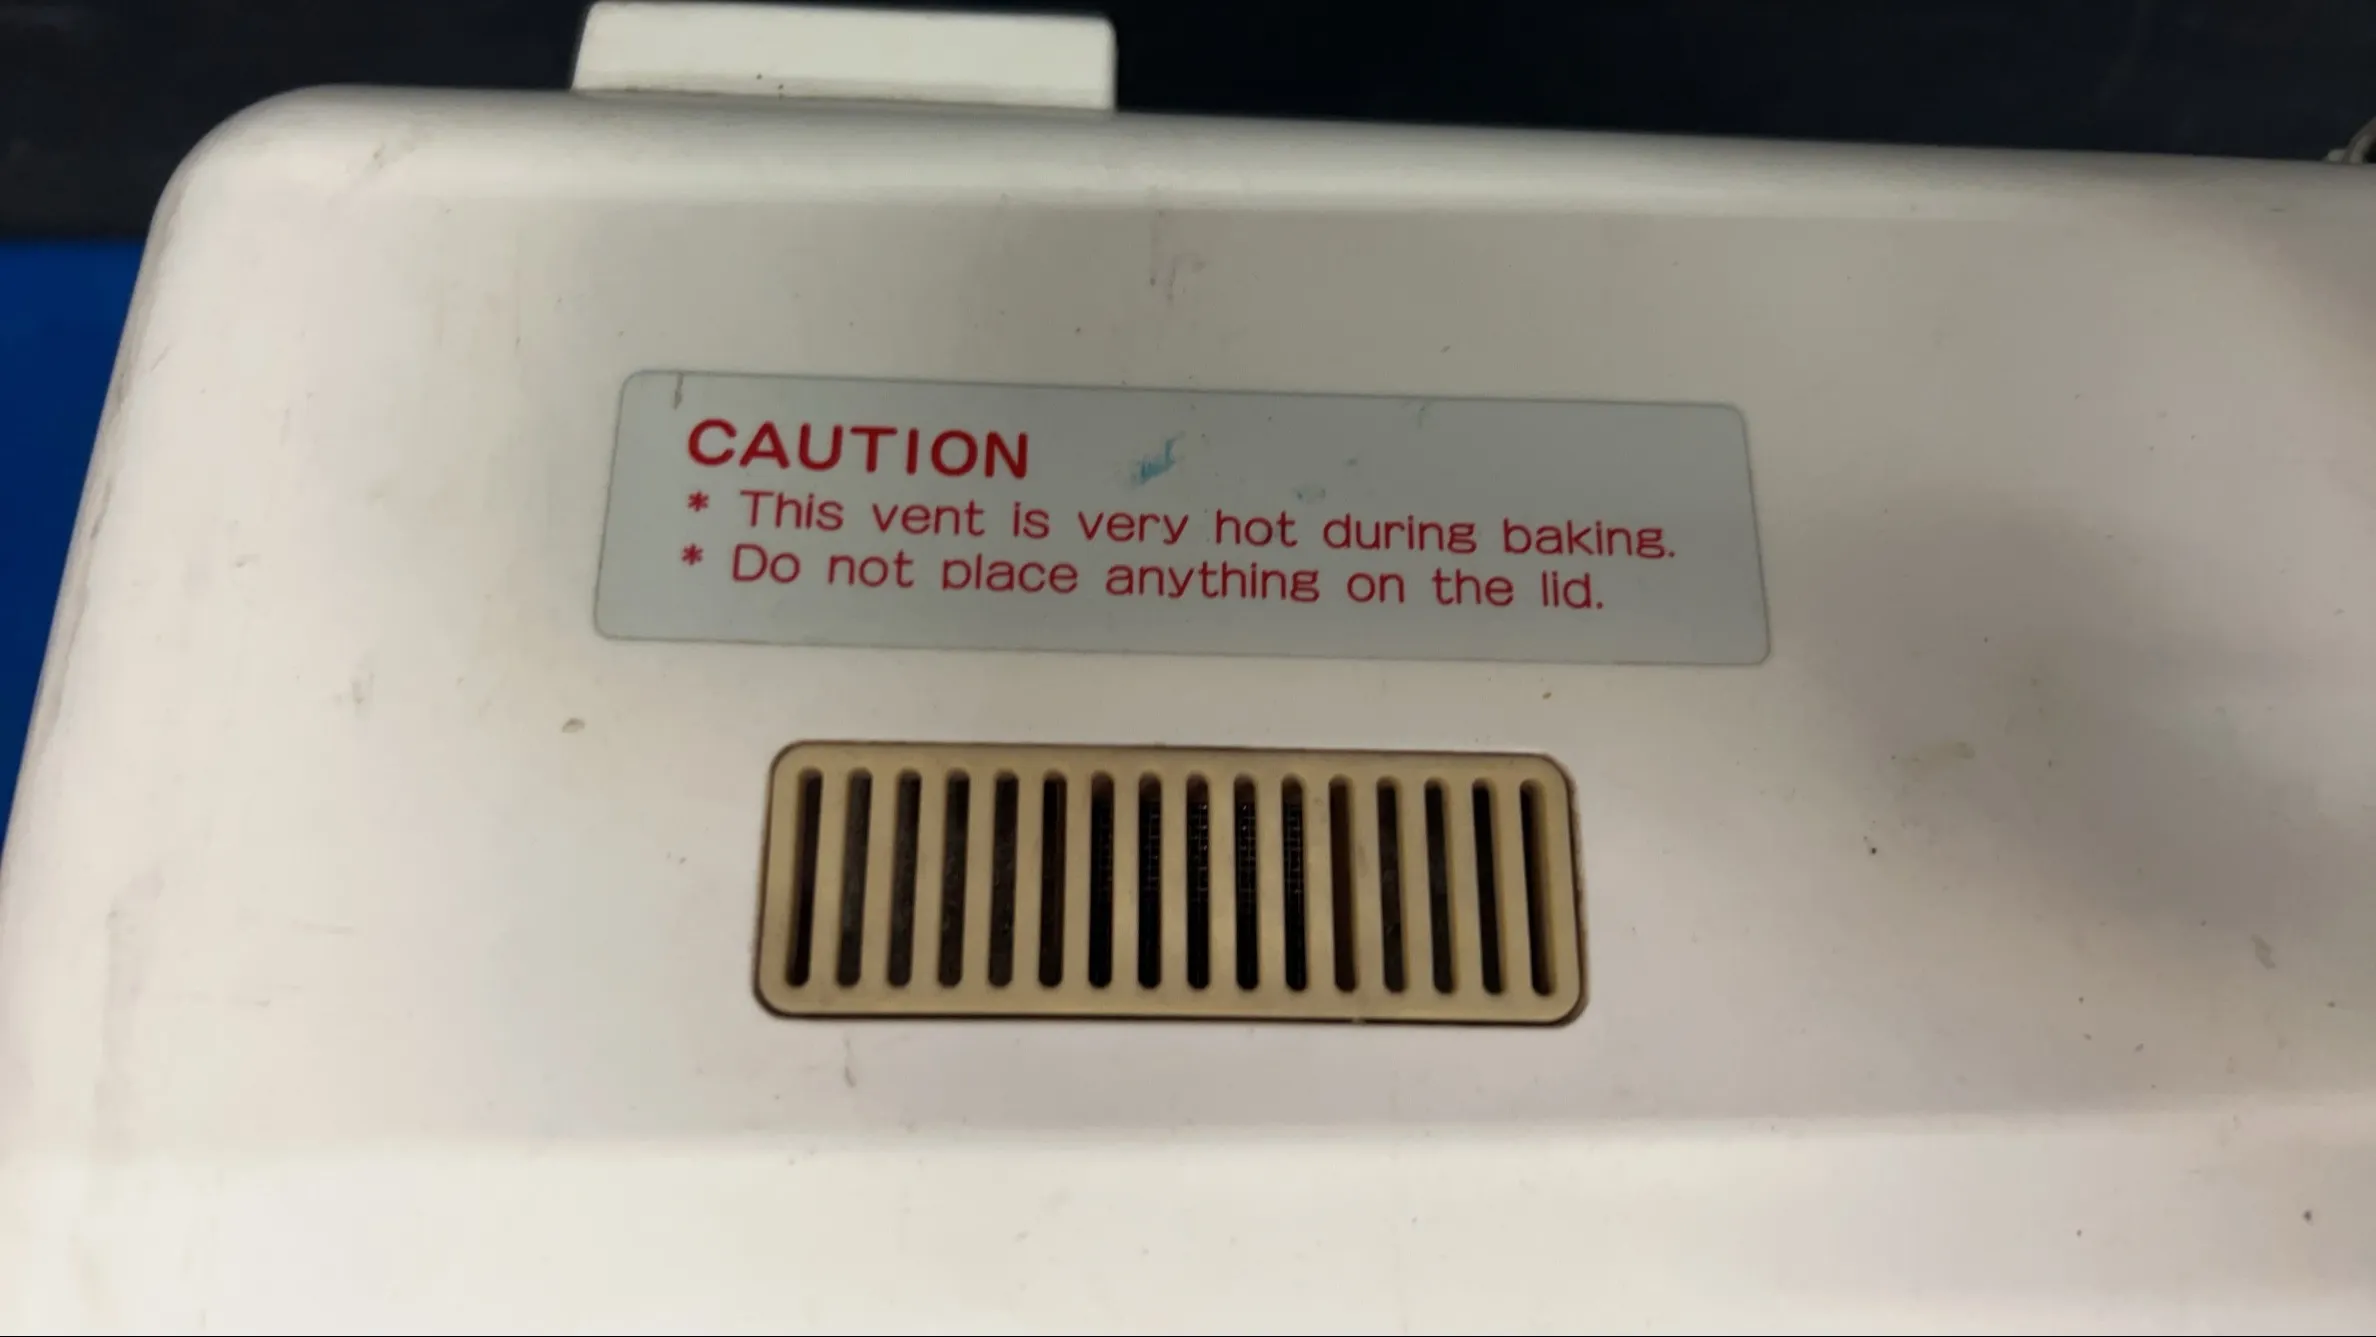 CAUTION
* This vent is very hot during baking.
* Do not place anything on the lid.